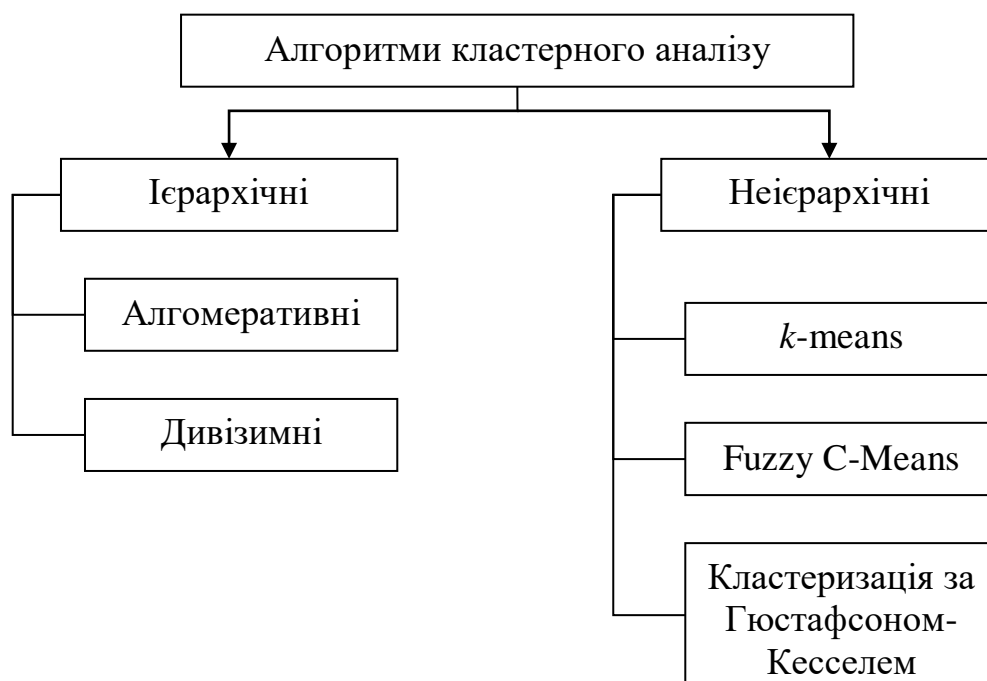 Алгоритми кластерного аналізу
Ієрархічні
Алгомеративні
Дивізимні
Неієрархічні
k-means
Fuzzy C-Means
Кластеризація за
Гюстафсоном-
Кесселем